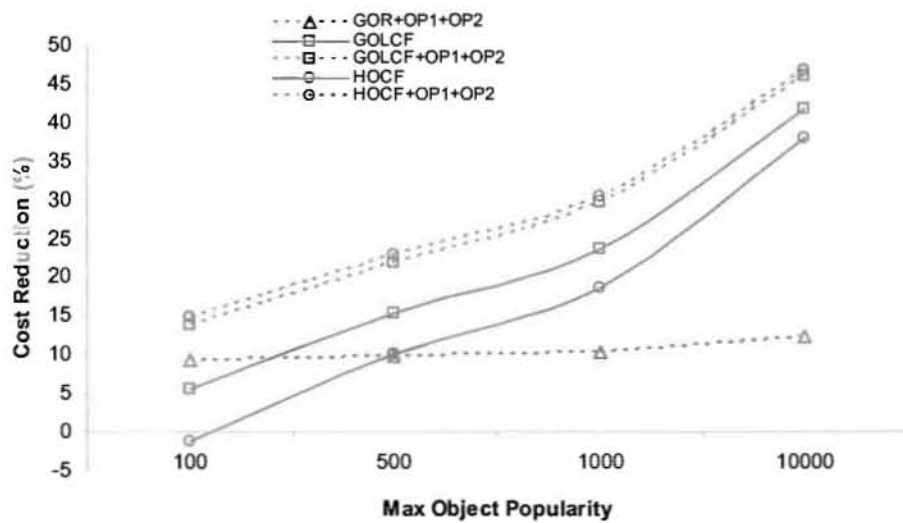 GOR+OP1+OP2
GOLCF
GOLCF+OP1+OP2
HOCF
HOCF+OP1+OP2
50
45
40
35
30
25
20
15
10
5
0
-5
Cost Reduction (%)
100 500 1000 10000
Max Object Popularity